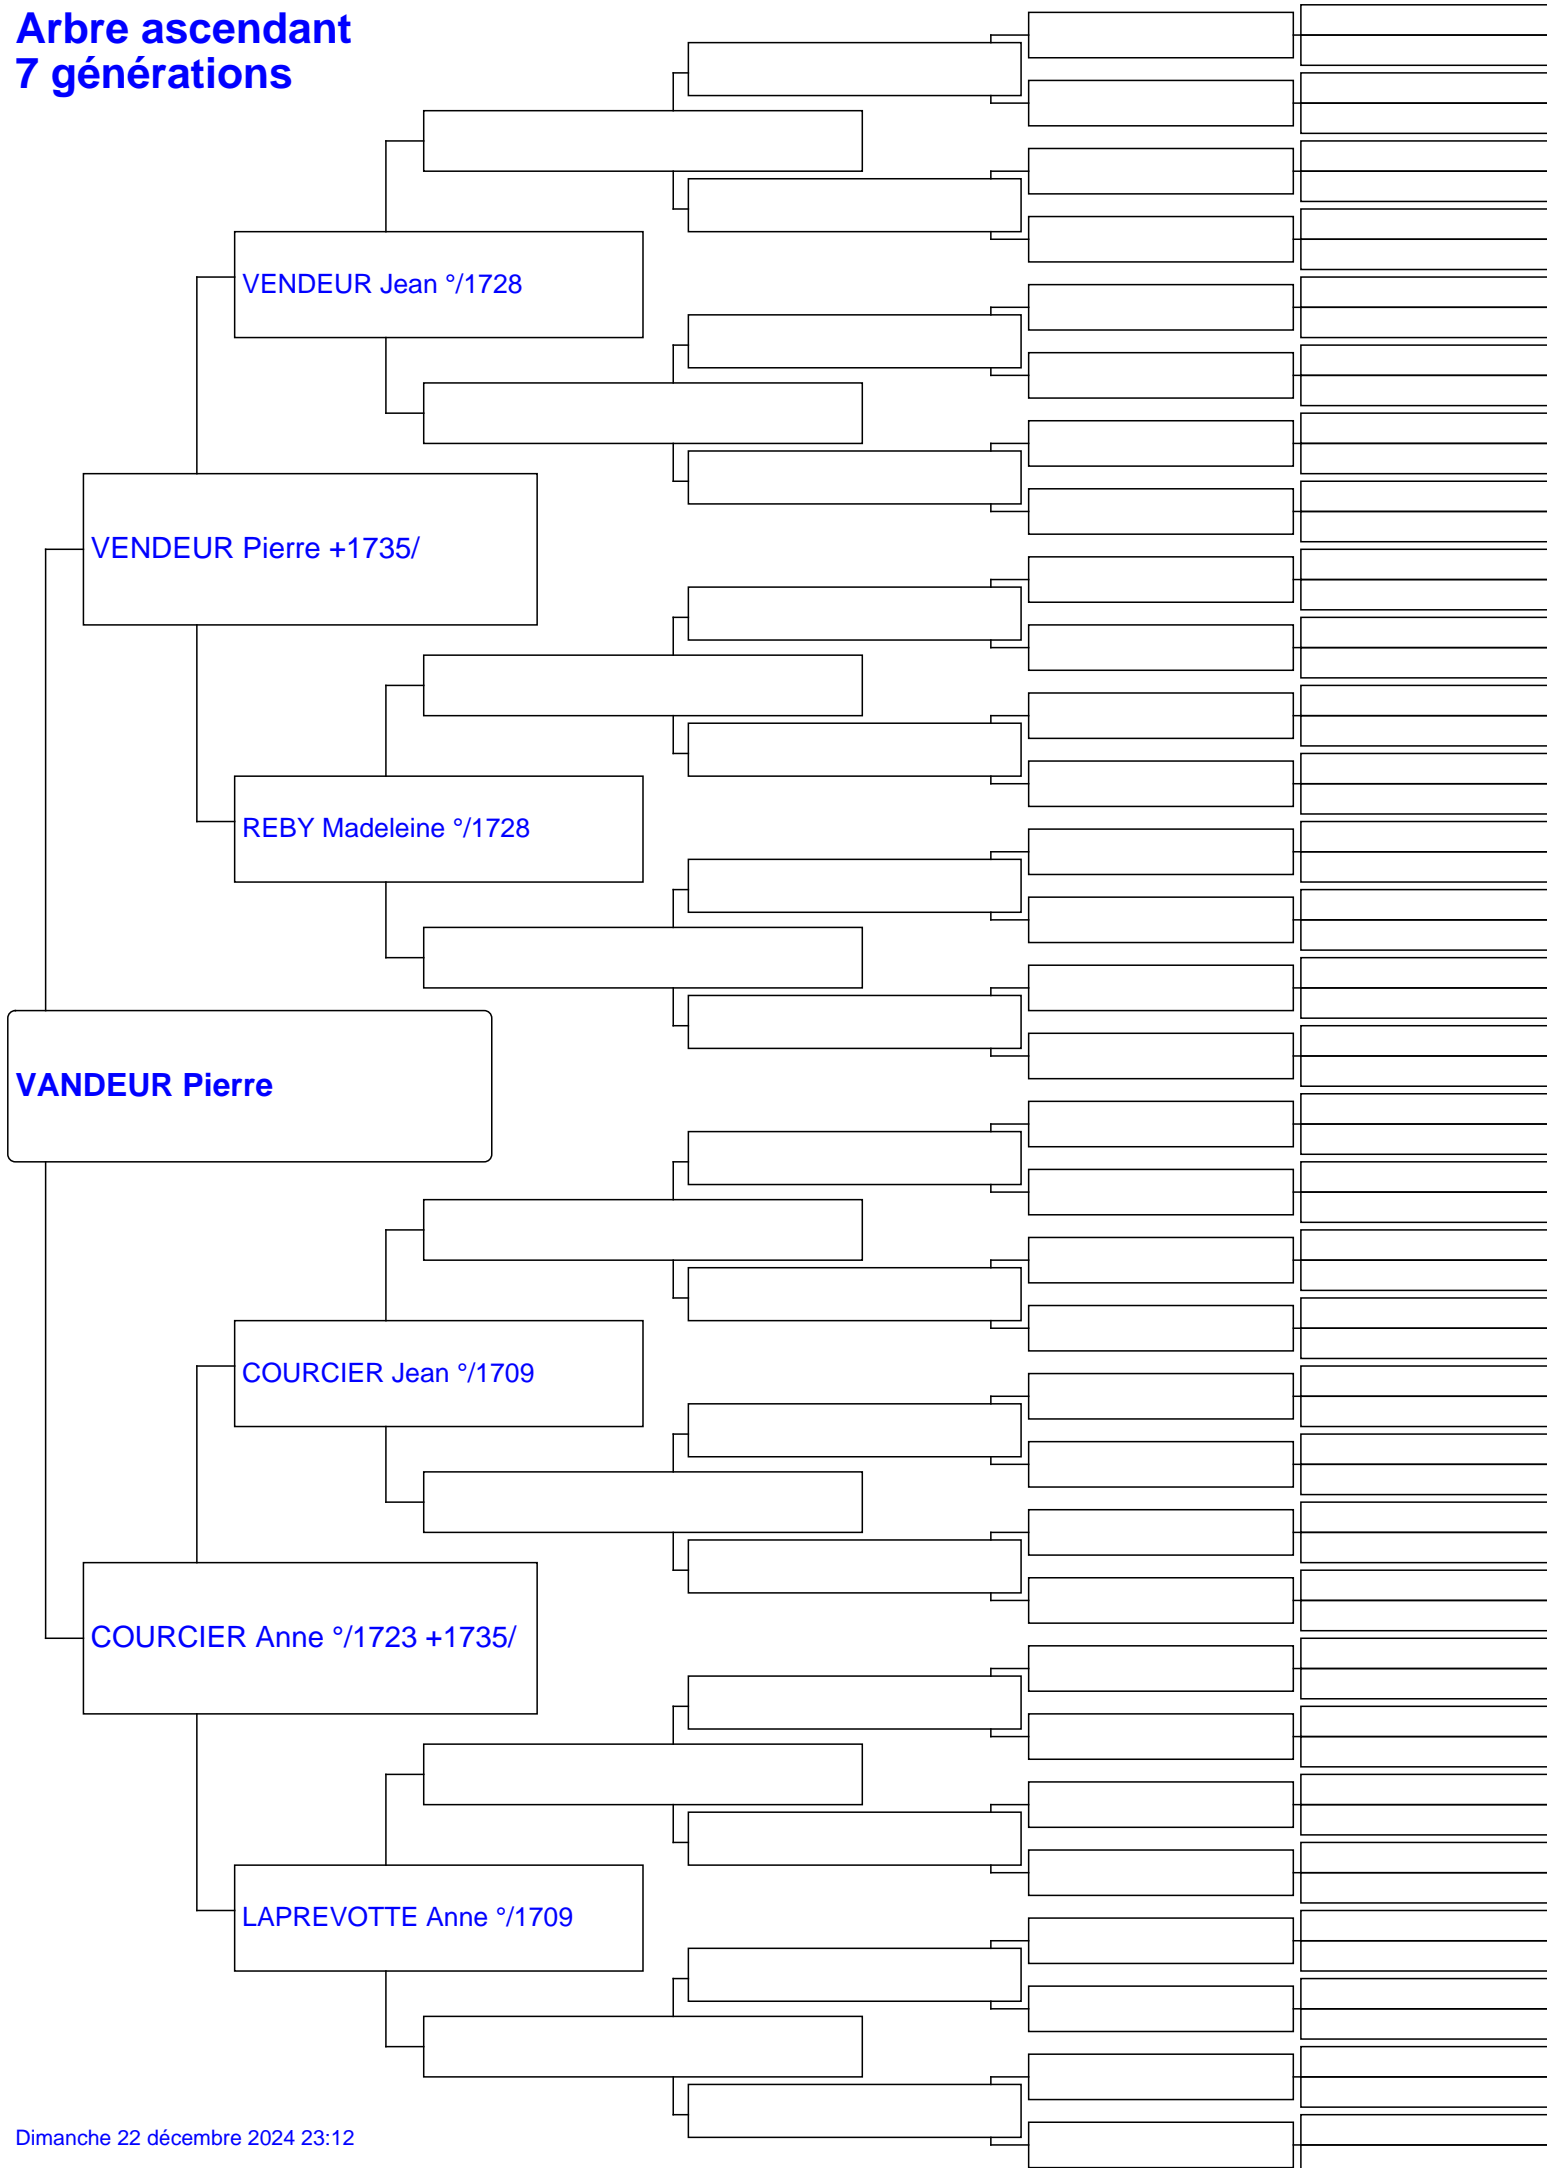 Arbre ascendant
7 générations
VENDEUR Jean °/1728
VENDEUR Pierre +1735/
REBY Madeleine °/1728
VANDEUR Pierre
COURCIER Jean °/1709
COURCIER Anne °/1723 +1735/
LAPREVOTTE Anne °/1709
Dimanche 22 décembre 2024 23:12